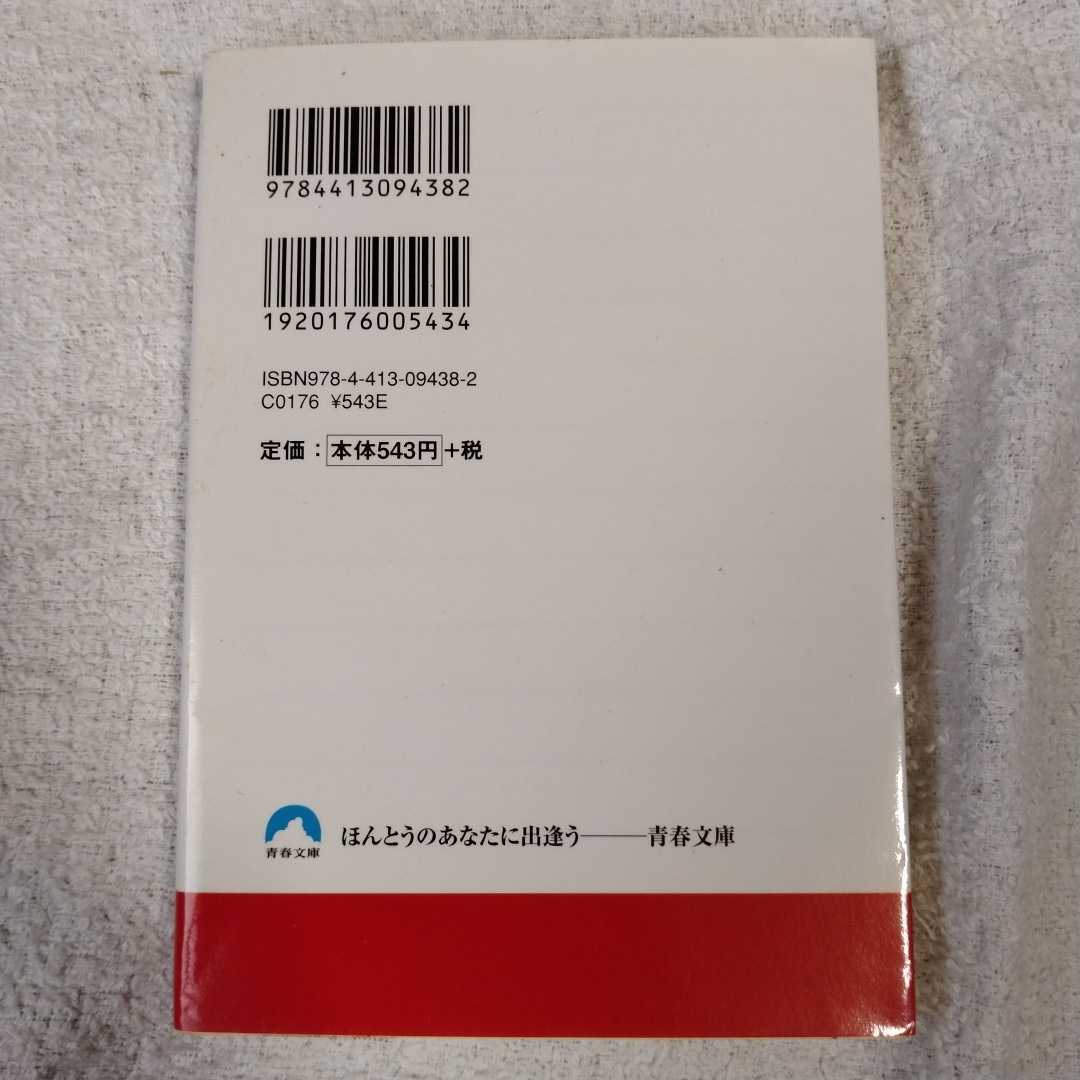 9784413094382
1920176005434
ISBN978-4-413-09438-2
C0176 ¥543E
定価：本体543円+税
青春文庫
ほんとうのあなたに出逢う———青春文庫